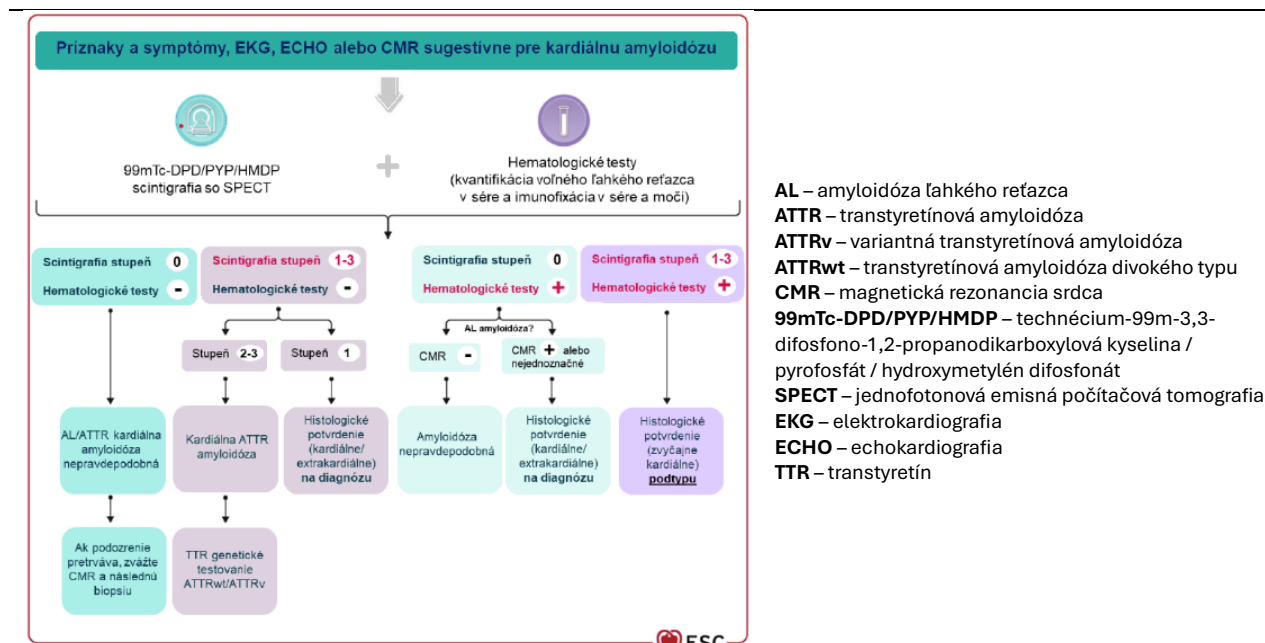 Príznaky a symptómy, EKG, ECHO alebo CMR sugestívne pre kardiálnu amyloidózu
99mTc-DPD/PYP/HMDP
scintigrafia so SPECT
+
Hematologické testy
(kvantifikácia voľného ľahkého reťazca
v sére a imunofixácia v sére a moči)
Scintigrafia stupeň 0
Hematologické testy -
Scintigrafia stupeň 1-3
Hematologické testy -
Scintigrafia stupeň 0
Hematologické testy +
Scintigrafia stupeň 1-3
Hematologické testy +
Stupeň 2-3
Stupeň 1
AL amyloidóza?
CMR -
CMR + alebo
nejednoznačné
AL/ATTR kardiálna
amyloidóza
nepravdepodobná
Kardiálna ATTR
amyloidóza
Histologické
potvrdenie
(kardiálne/
extrakardiálne)
na diagnózu
Amyloidóza
nepravdepodobná
Histologické
potvrdenie
(kardiálne/
extrakardiálne)
na diagnózu
Histologické
potvrdenie
(zvyčajne
kardiálne)
podtypu
Ak podozrenie
pretrváva, zvážte
CMR a následnú
biopsiu
TTR genetické
testovanie
ATTRwt/ATTRv
ESC
AL – amyloidóza ľahkého reťazca
ATTR – transtyretínová amyloidóza
ATTRv – variantná transtyretínová amyloidóza
ATTRwt – transtyretínová amyloidóza divokého typu
CMR – magnetická rezonancia srdca
99mTc-DPD/PYP/HMDP – technécium-99m-3,3-
difosfono-1,2-propanodikarboxylová kyselina /
pyrofosfát / hydroxymetylén difosfonát
SPECT – jednofotonová emisná počítačová tomografia
EKG – elektrokardiografia
ECHO – echokardiografia
TTR – transtyretín